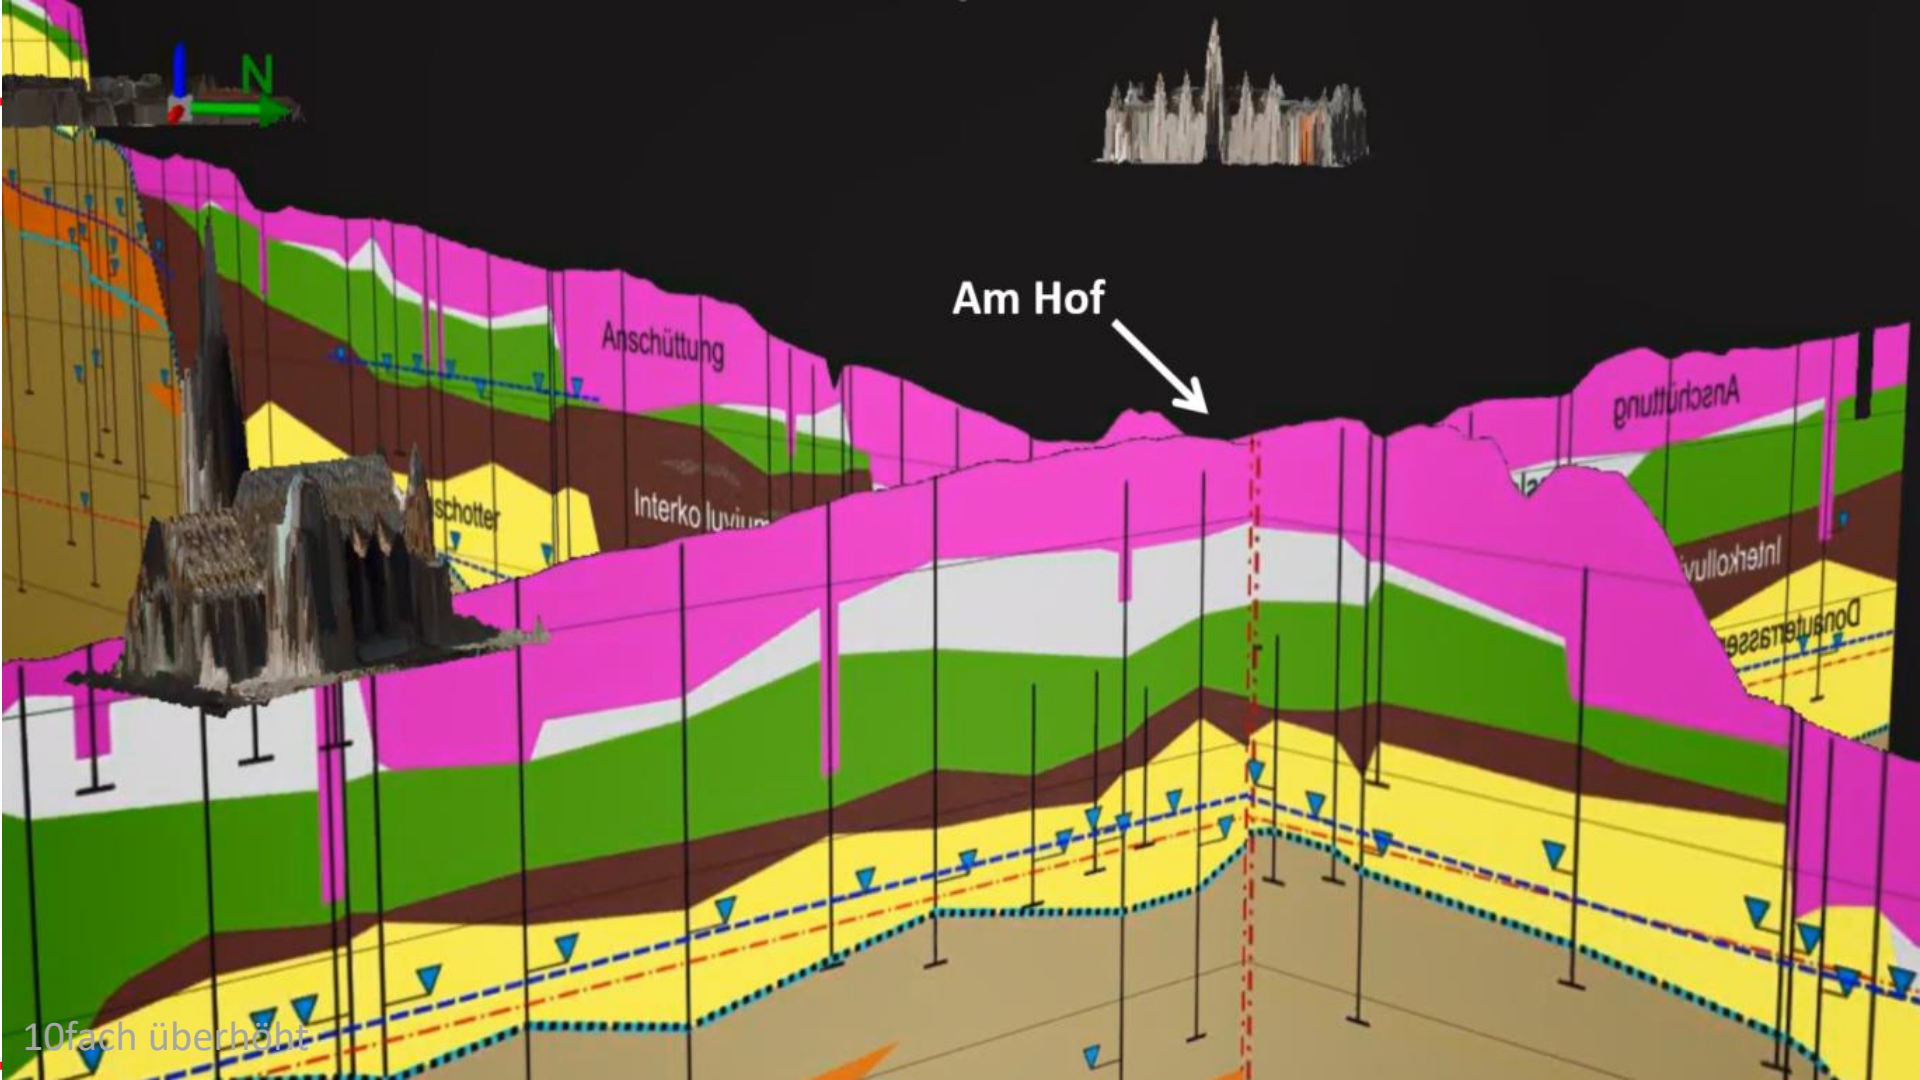 N
Am Hof
Anschüttung
Anschüttung
schotter
Interko luvium
Interkolluvi
Donauterrasse
10fach überhöht